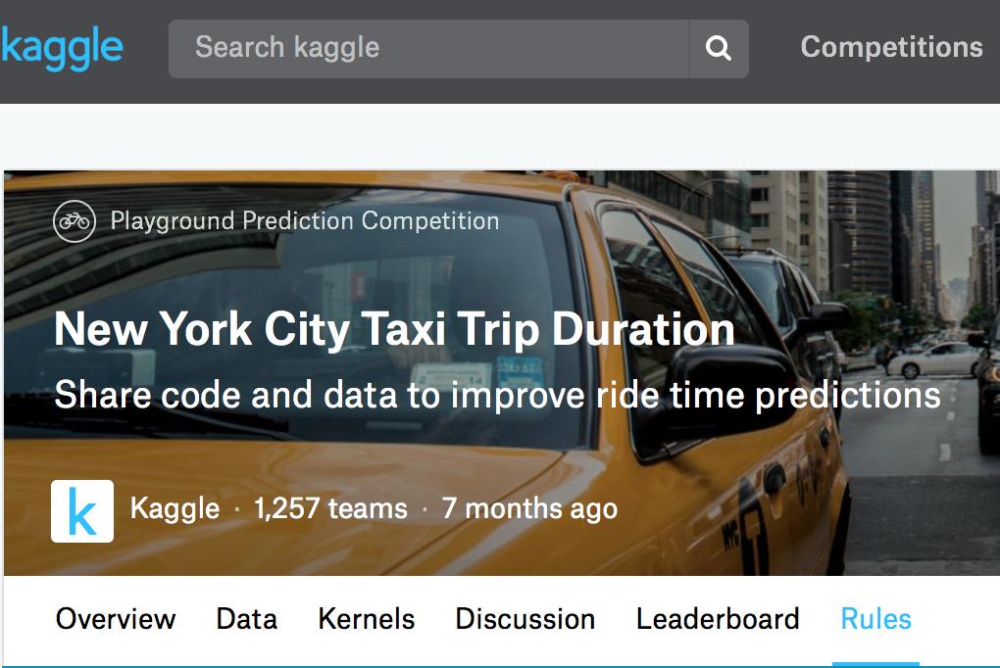 kaggle
Search kaggle
Competitions
Playground Prediction Competition
New York City Taxi Trip Duration
Share code and data to improve ride time predictions
k
Kaggle · 1,257 teams · 7 months ago
NYC T
Overview
Data
Kernels
Discussion
Leaderboard
Rules